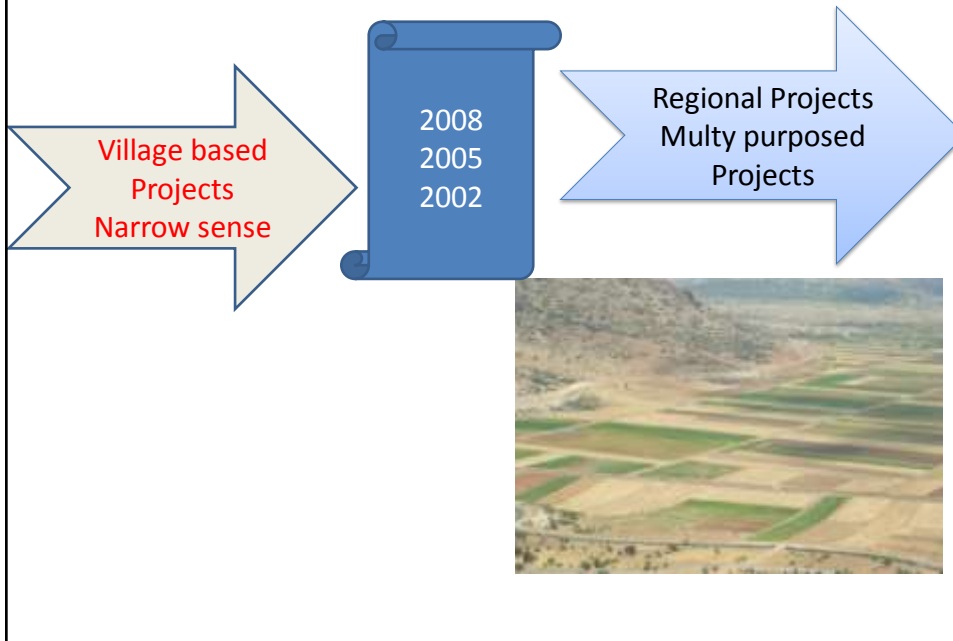 Village based
Projects
Narrow sense
2008
2005
2002
Regional Projects
Multy purposed
Projects